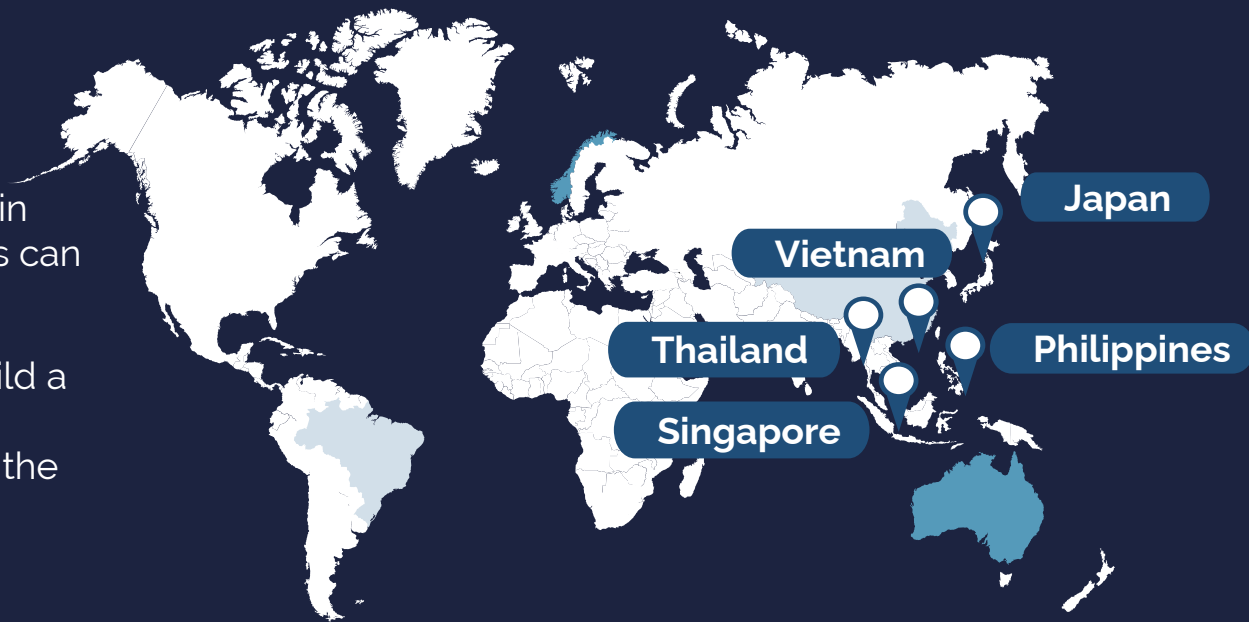 in
s can
ild a
the
Japan
Vietnam
Thailand
Philippines
Singapore